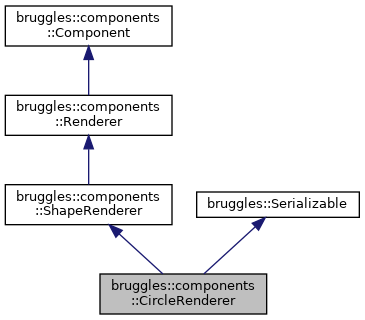 bruggles::components
::Component
bruggles::components
::Renderer
bruggles::components
::ShapeRenderer
bruggles::Serializable
bruggles::components
::CircleRenderer